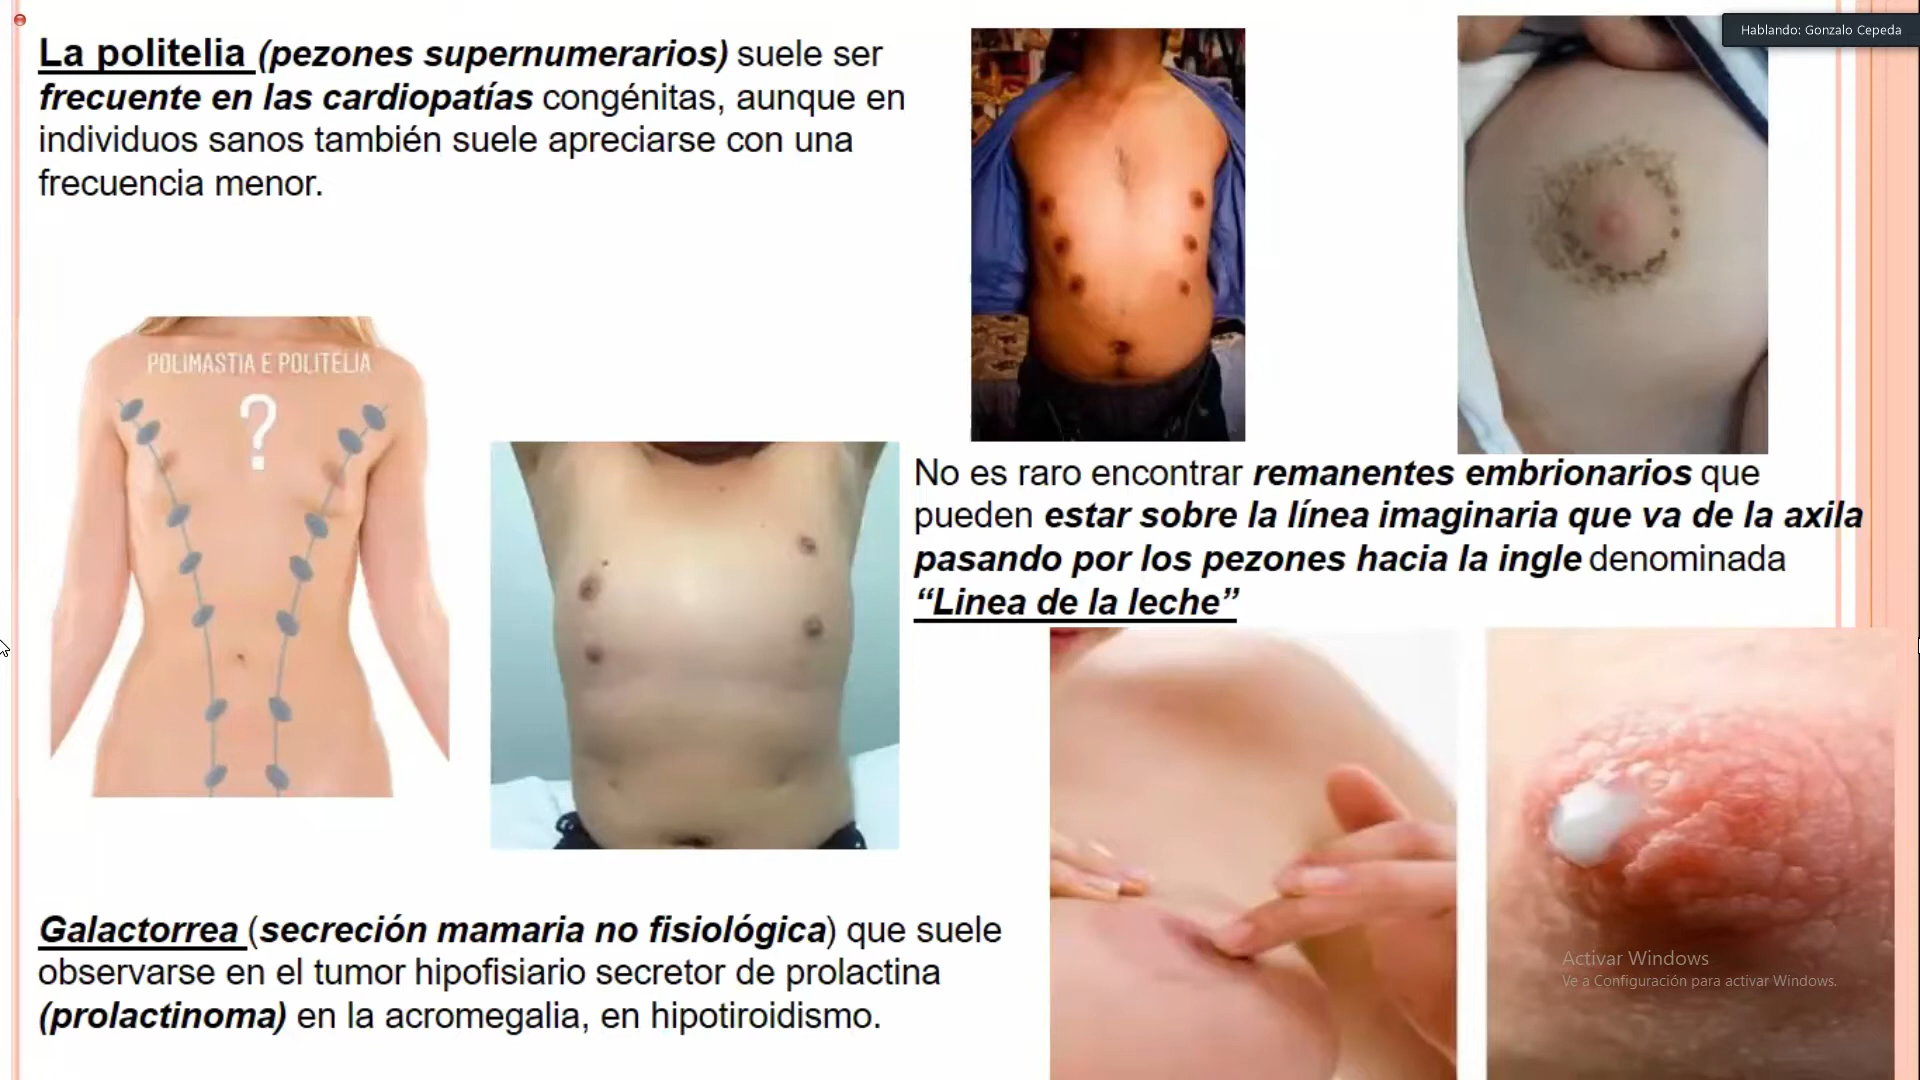 Hablando: Gonzalo Cepeda
La politelia (pezones supernumerarios) suele ser
frecuente en las cardiopatías congénitas, aunque en
individuos sanos también suele apreciarse con una
frecuencia menor.
POLIMASTIA E POLITELIA
?
No es raro encontrar remanentes embrionarios que
pueden estar sobre la línea imaginaria que va de la axila
pasando por los pezones hacia la ingle denominada
“Linea de la leche”
Galactorrea (secreción mamaria no fisiológica) que suele
observarse en el tumor hipofisiario secretor de prolactina
(prolactinoma) en la acromegalia, en hipotiroidismo.
Activar Windows
Ve a Configuración para activar Windows.